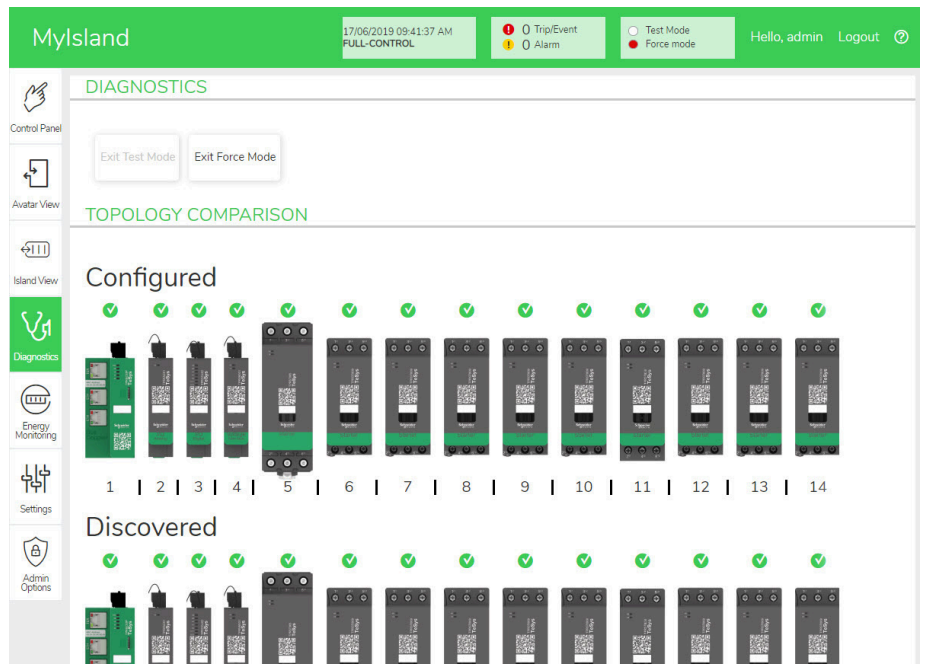 MyIsland
17/06/2019 09:41:37 AM
FULL-CONTROL
0 Trip/Event
0 Alarm
Test Mode
Force mode
Hello, admin Logout
Control Panel
Avatar View
Island View
Diagnostics
Energy
Monitoring
Settings
Admin
Options
DIAGNOSTICS
Exit Test Mode Exit Force Mode
TOPOLOGY COMPARISON
Configured
1 | 2 | 3 | 4 | 5 | 6 | 7 | 8 | 9 | 10 | 11 | 12 | 13 | 14
Discovered